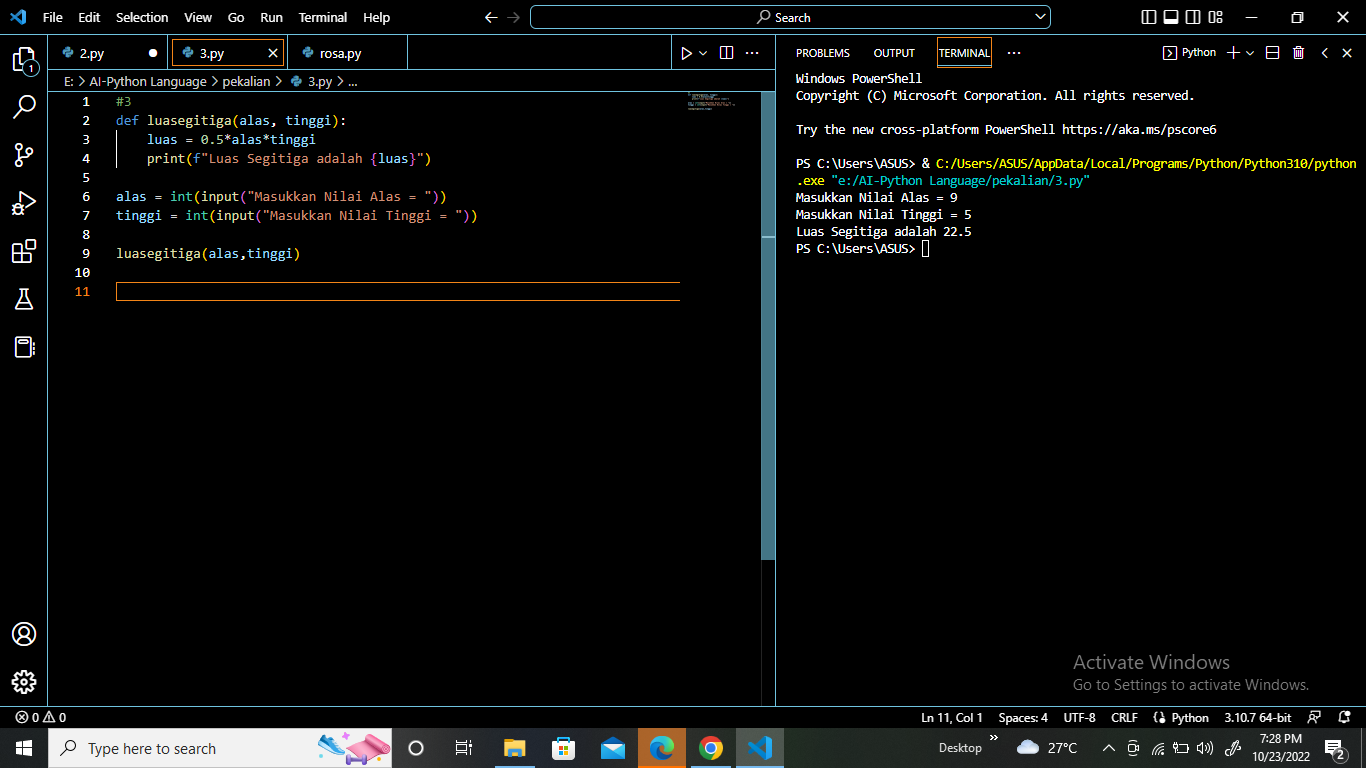 File Edit Selection View Go Run Terminal Help
Search
2.py
3.py
rosa.py
E: > AI-Python Language > pekalian > 3.py > ...
1 #3
2 def luasegitiga(alas, tinggi):
3 luas = 0.5*alas*tinggi
4 print(f"Luas Segitiga adalah {luas}")
5
6 alas = int(input("Masukkan Nilai Alas = "))
7 tinggi = int(input("Masukkan Nilai Tinggi = "))
8
9 luasegitiga(alas,tinggi)
10
11
PROBLEMS OUTPUT TERMINAL ...
Python
Windows PowerShell
Copyright (C) Microsoft Corporation. All rights reserved.
Try the new cross-platform PowerShell https://aka.ms/pscore6
PS C:\Users\ASUS> & C:/Users/ASUS/AppData/Local/Programs/Python/Python310/python
.exe "e:/AI-Python Language/pekalian/3.py"
Masukkan Nilai Alas = 9
Masukkan Nilai Tinggi = 5
Luas Segitiga adalah 22.5
PS C:\Users\ASUS>
1
Activate Windows
Go to Settings to activate Windows.
0 0
Ln 11, Col 1 Spaces: 4 UTF-8 CRLF Python 3.10.7 64-bit
Type here to search
Desktop
27°C
7:28 PM
10/23/2022
2